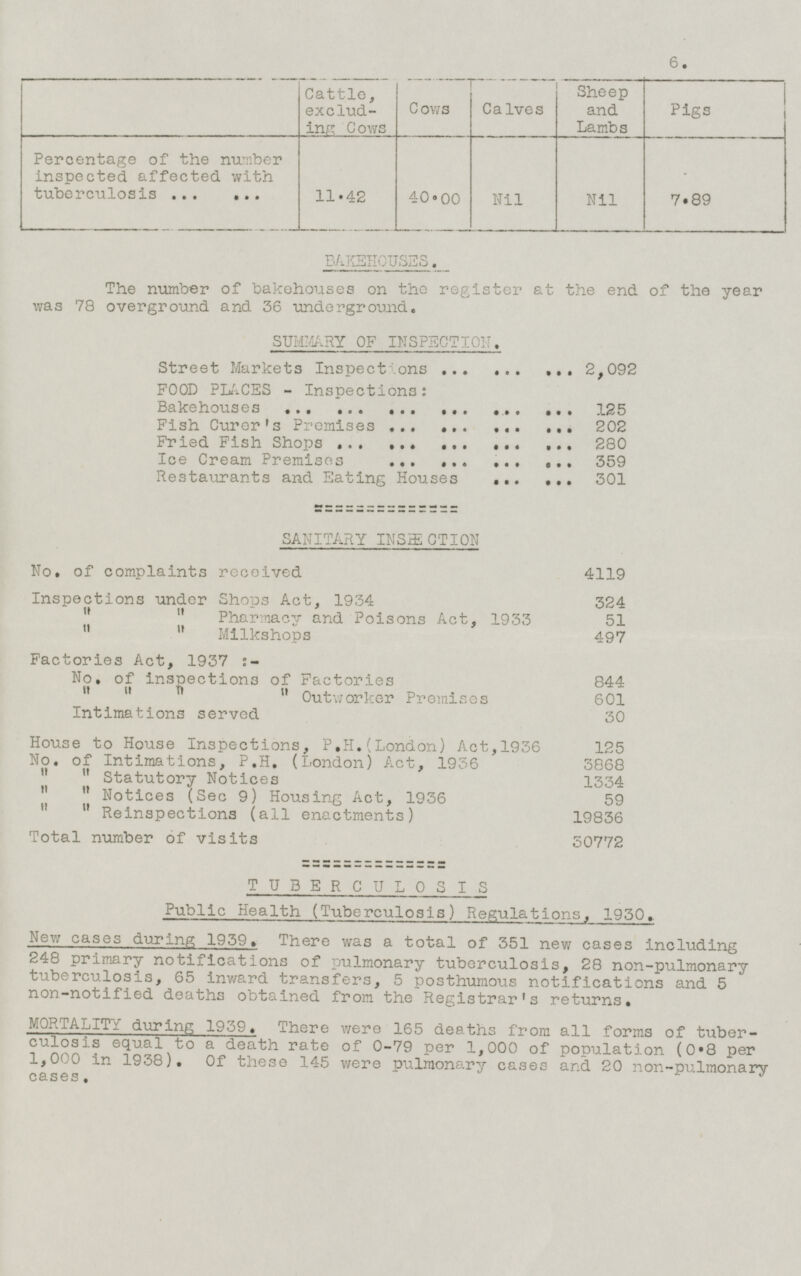 6.
Cattle, exclud- ing Cows | Cows | Calves | Sheep and Lambs | Pigs
Percentage of the number
inspected affected with
tuberculosis ... ... 11.42 40.00 Nil Nil 7.89
BAKEHOUSES.
The number of bakehouses on the register at the end of the year
was 78 overground and 36 underground.
SUMMARY OF INSPECTION.
Street Markets Inspections ... ... ... 2,092
FOOD PLACES - Inspections:
Bakehouses ... ... ... ... ... ... 125
Fish Curer's Premises ... ... ... ... 202
Fried Fish Shops ... ... ... ... ... 280
Ice Cream Premises ... ... ... ... 359
Restaurants and Eating Houses ... ... 301
SANITARY INSPECTION
No. of complaints received 4119
Inspections under Shops Act, 1934 324
" " Pharmacy and Poisons Act, 1933 51
" " Milkshops 497
Factories Act, 1937 :-
No. of inspections of Factories 844
" " " " Outworker Premises 601
Intimations served 30
House to House Inspections, P.H.(London) Act,1936 125
No. of Intimations, P.H. (London) Act, 1936 3868
" " Statutory Notices 1334
" " Notices (Sec 9) Housing Act, 1936 59
" " Reinspections (all enactments) 19836
Total number of visits 30772
TUBERCULOSIS
Public Health (Tuberculosis) Regulations, 1930.
New cases during 1939. There was a total of 351 new cases including
248 primary notifications of pulmonary tuberculosis, 28 non-pulmonary
tuberculosis, 65 inward transfers, 5 posthumous notifications and 5
non-notified deaths obtained from the Registrar's returns.
MORTALITY during 1939. There were 165 deaths from all forms of tuber-
culosis equal to a death rate of 0-79 per 1,000 of population (0.8 per
1,000 in 1938). Of these 145 were pulmonary cases and 20 non-pulmonary
cases.